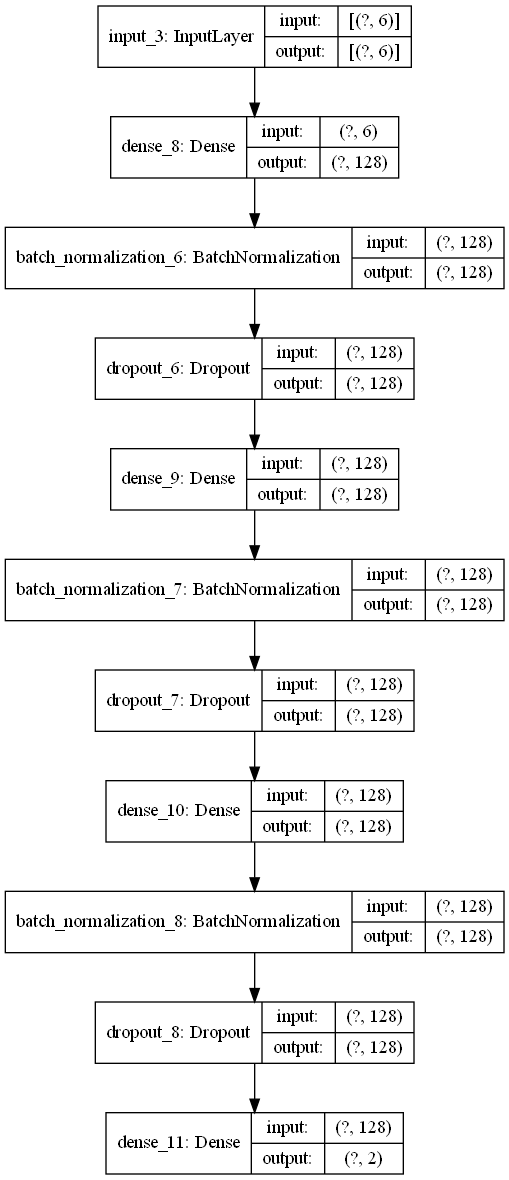 input_3: InputLayer
input: [(?, 6)]
output: [(?, 6)]
dense_8: Dense
input: (?, 6)
output: (?, 128)
batch_normalization_6: BatchNormalization
input: (?, 128)
output: (?, 128)
dropout_6: Dropout
input: (?, 128)
output: (?, 128)
dense_9: Dense
input: (?, 128)
output: (?, 128)
batch_normalization_7: BatchNormalization
input: (?, 128)
output: (?, 128)
dropout_7: Dropout
input: (?, 128)
output: (?, 128)
dense_10: Dense
input: (?, 128)
output: (?, 128)
batch_normalization_8: BatchNormalization
input: (?, 128)
output: (?, 128)
dropout_8: Dropout
input: (?, 128)
output: (?, 128)
dense_11: Dense
input: (?, 128)
output: (?, 2)